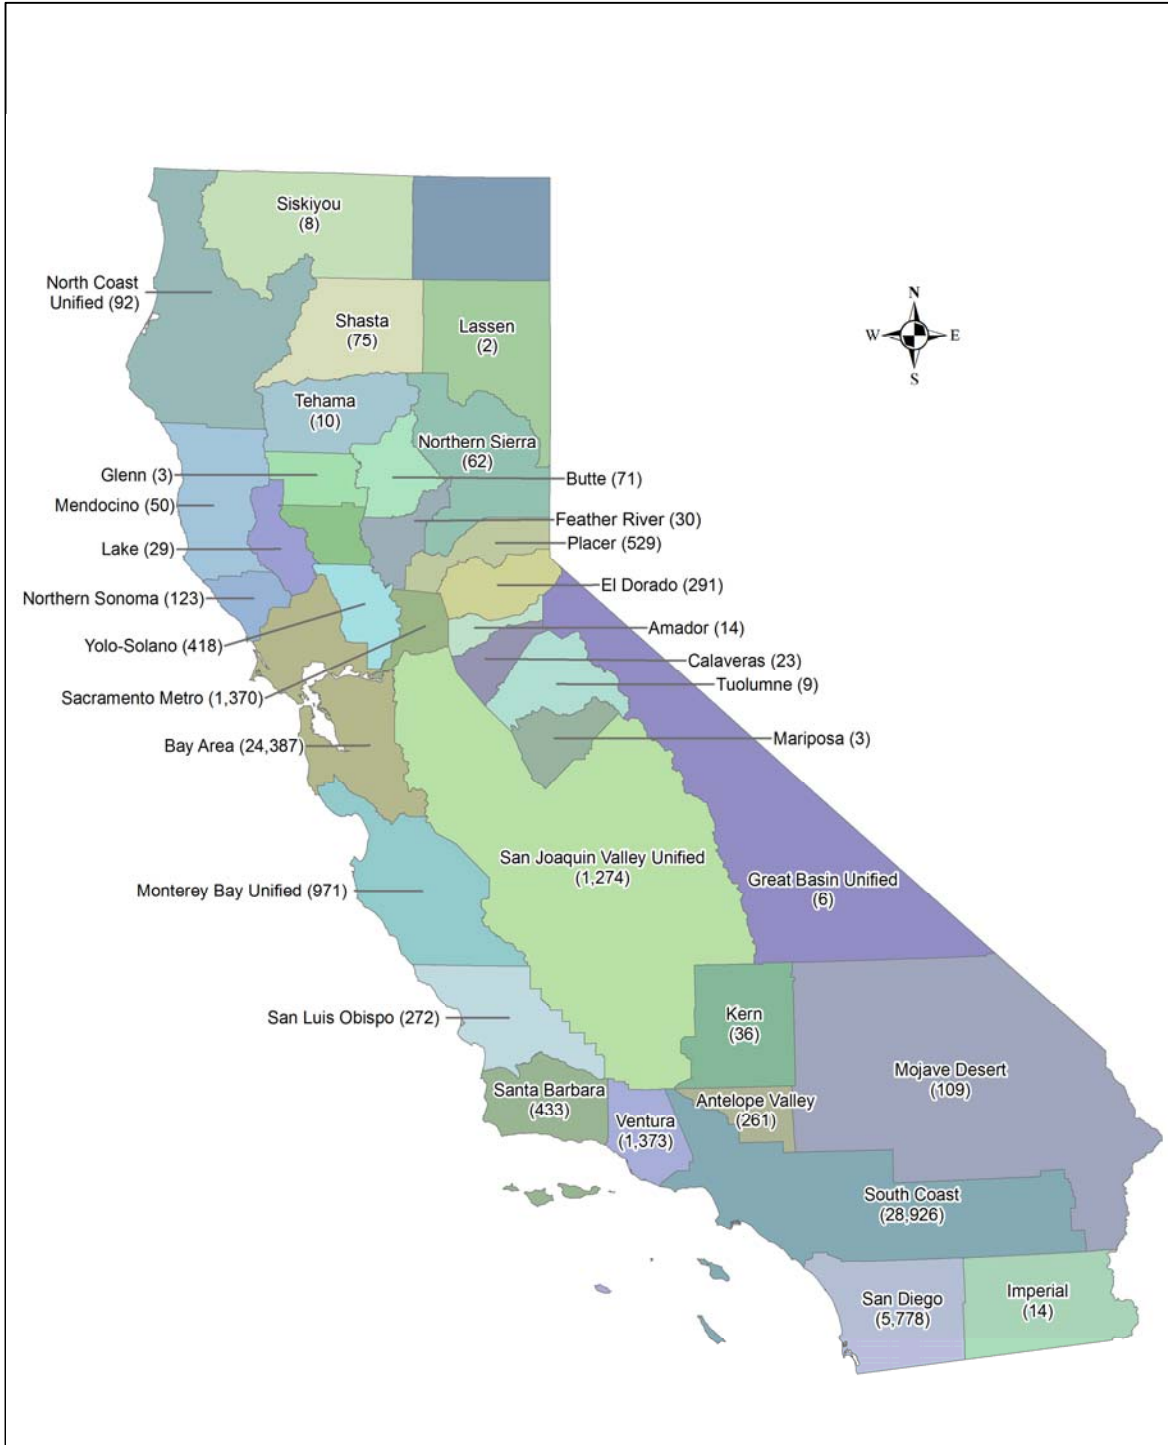 Siskiyou
(8)
North Coast
Unified (92)
N
W
E
S
Shasta
(75)
Lassen
(2)
Tehama
(10)
Northern Sierra
(62)
Glenn (3)
Butte (71)
Mendocino (50)
Feather River (30)
Placer (529)
Lake (29)
El Dorado (291)
Northern Sonoma (123)
Amador (14)
Yolo-Solano (418)
Calaveras (23)
Tuolumne (9)
Sacramento Metro (1,370)
Mariposa (3)
Bay Area (24,387)
San Joaquin Valley Unified
(1,274)
Great Basin Unified
(6)
Monterey Bay Unified (971)
San Luis Obispo (272)
Kern
(36)
Mojave Desert
(109)
Santa Barbara
(433)
Antelope Valley
(261)
Ventura
(1,373)
South Coast
(28,926)
San Diego
(5,778)
Imperial
(14)